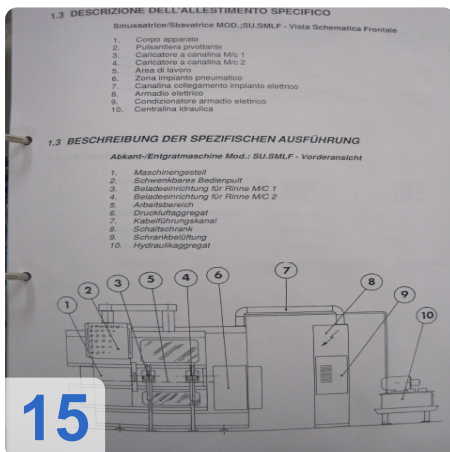 1.3 DESCRIZIONE DELL'ALLESTIMENTO SPECIFICO
Smussatrice/Sbavatrice MOD.;SU.SMLF - Vista Schematica Frontale
1. Corpo apparato
2. Pulsantiera pivottante
3. Caricatore a canalina M/c 1
4. Caricatore a canalina M/c 2
5. Area di lavoro
6. Zona impianto pneumatico
7. Canalina collegamento impianto elettrico
8. Armadio elettrico
9. Condizionatore armadio elettrico
10. Centralina idraulica
1.3 BESCHREIBUNG DER SPEZIFISCHEN AUSFÜHRUNG
Abkant-/Entgratmaschine Mod.: SU.SMLF - Vorderansicht
1. Maschinengestell
2. Schwenkbares Bedienpult
3. Beladeeinrichtung für Rinne M/C 1
4. Beladeeinrichtung für Rinne M/C 2
5. Arbeitsbereich
6. Druckluftaggregat
7. Kabelführungskanal
8. Schaltschrank
9. Schrankbelüftung
10. Hydraulikaggregat
1 2 3 5 4 6 7 8 9 10
15